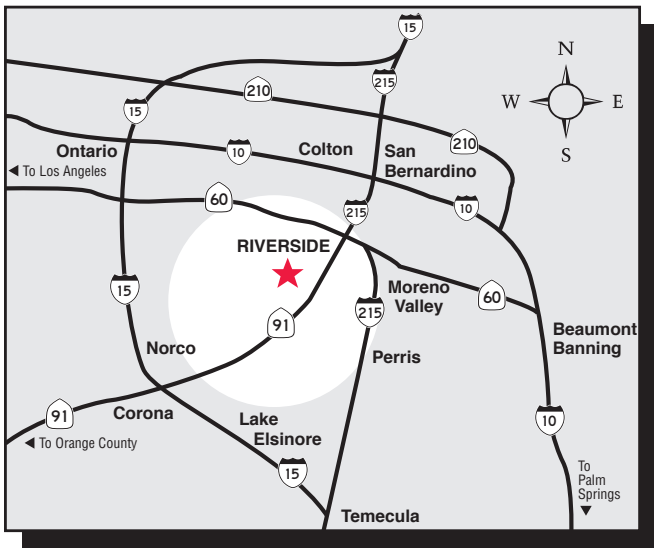 15
N
215
210
W
E
15
210
S
Ontario
10
Colton
San
Bernardino
To Los Angeles
60
215
10
RIVERSIDE
15
Moreno
Valley
60
215
91
Beaumont
Banning
Norco
Perris
91
Corona
Lake
Elsinore
10
To Orange County
15
To
Palm
Springs
Temecula